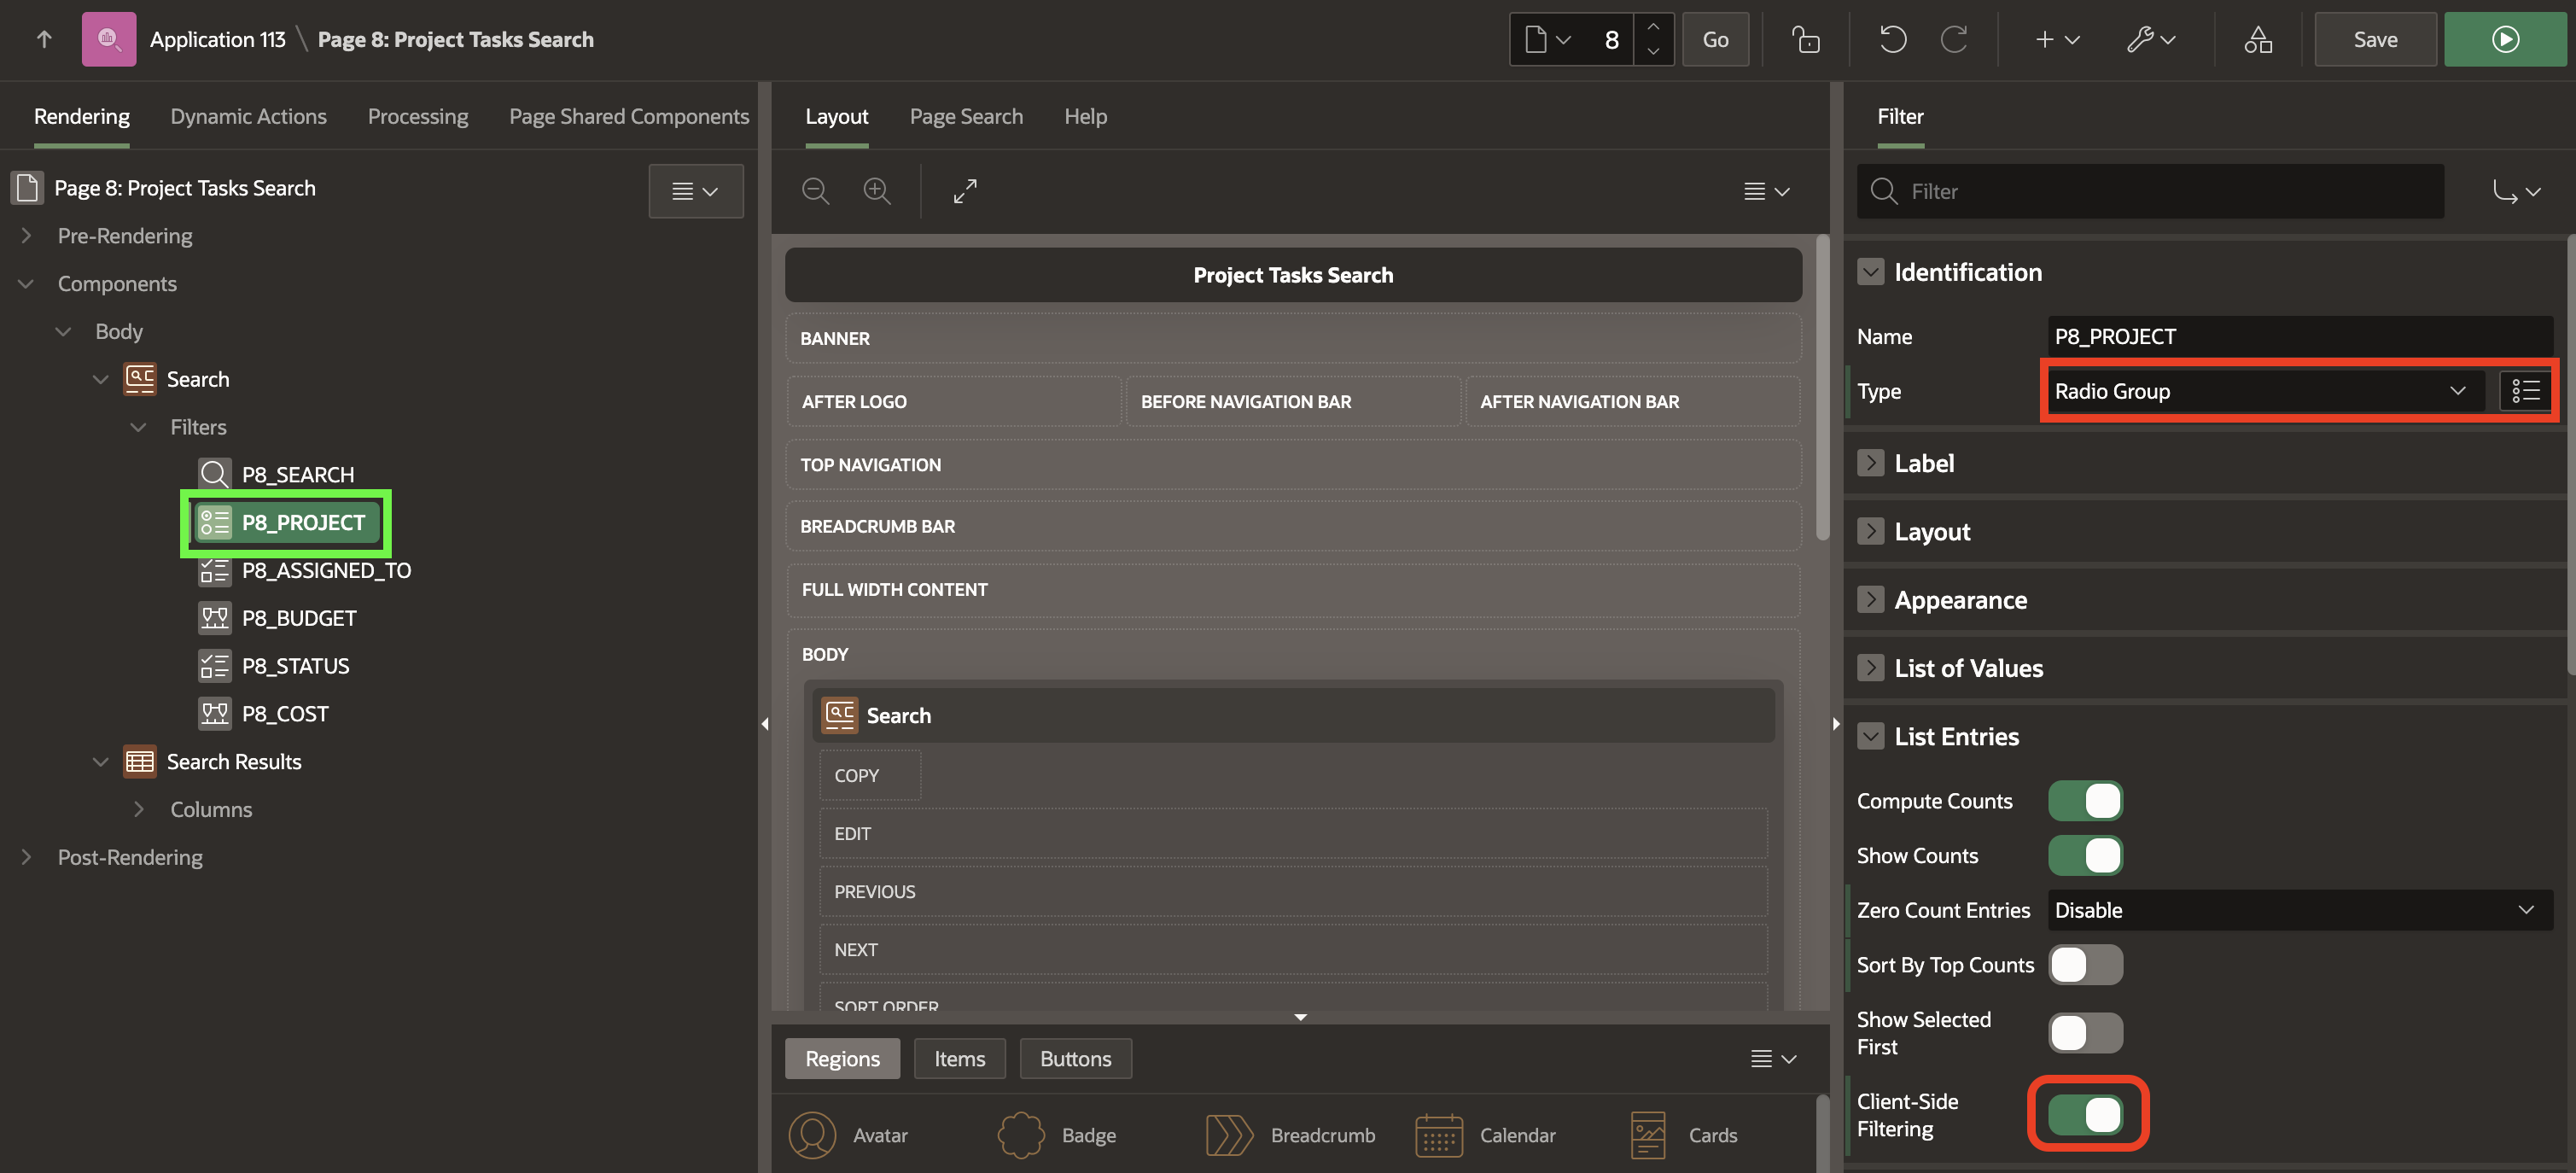 Application 113 \ Page 8: Project Tasks Search
8
Go
Save
Rendering
Dynamic Actions
Processing
Page Shared Components
Page 8: Project Tasks Search
Pre-Rendering
Components
Body
Search
Filters
P8_SEARCH
P8_PROJECT
P8_ASSIGNED_TO
P8_BUDGET
P8_STATUS
P8_COST
Search Results
Columns
Post-Rendering
Layout
Page Search
Help
Project Tasks Search
BANNER
AFTER LOGO
BEFORE NAVIGATION BAR
AFTER NAVIGATION BAR
TOP NAVIGATION
BREADCRUMB BAR
FULL WIDTH CONTENT
BODY
Search
COPY
EDIT
PREVIOUS
NEXT
SORT ORDER
Regions
Items
Buttons
Avatar
Badge
Breadcrumb
Calendar
Cards
Filter
Filter
Identification
Name
P8_PROJECT
Type
Radio Group
Label
Layout
Appearance
List of Values
List Entries
Compute Counts
Show Counts
Zero Count Entries
Disable
Sort By Top Counts
Show Selected
First
Client-Side
Filtering